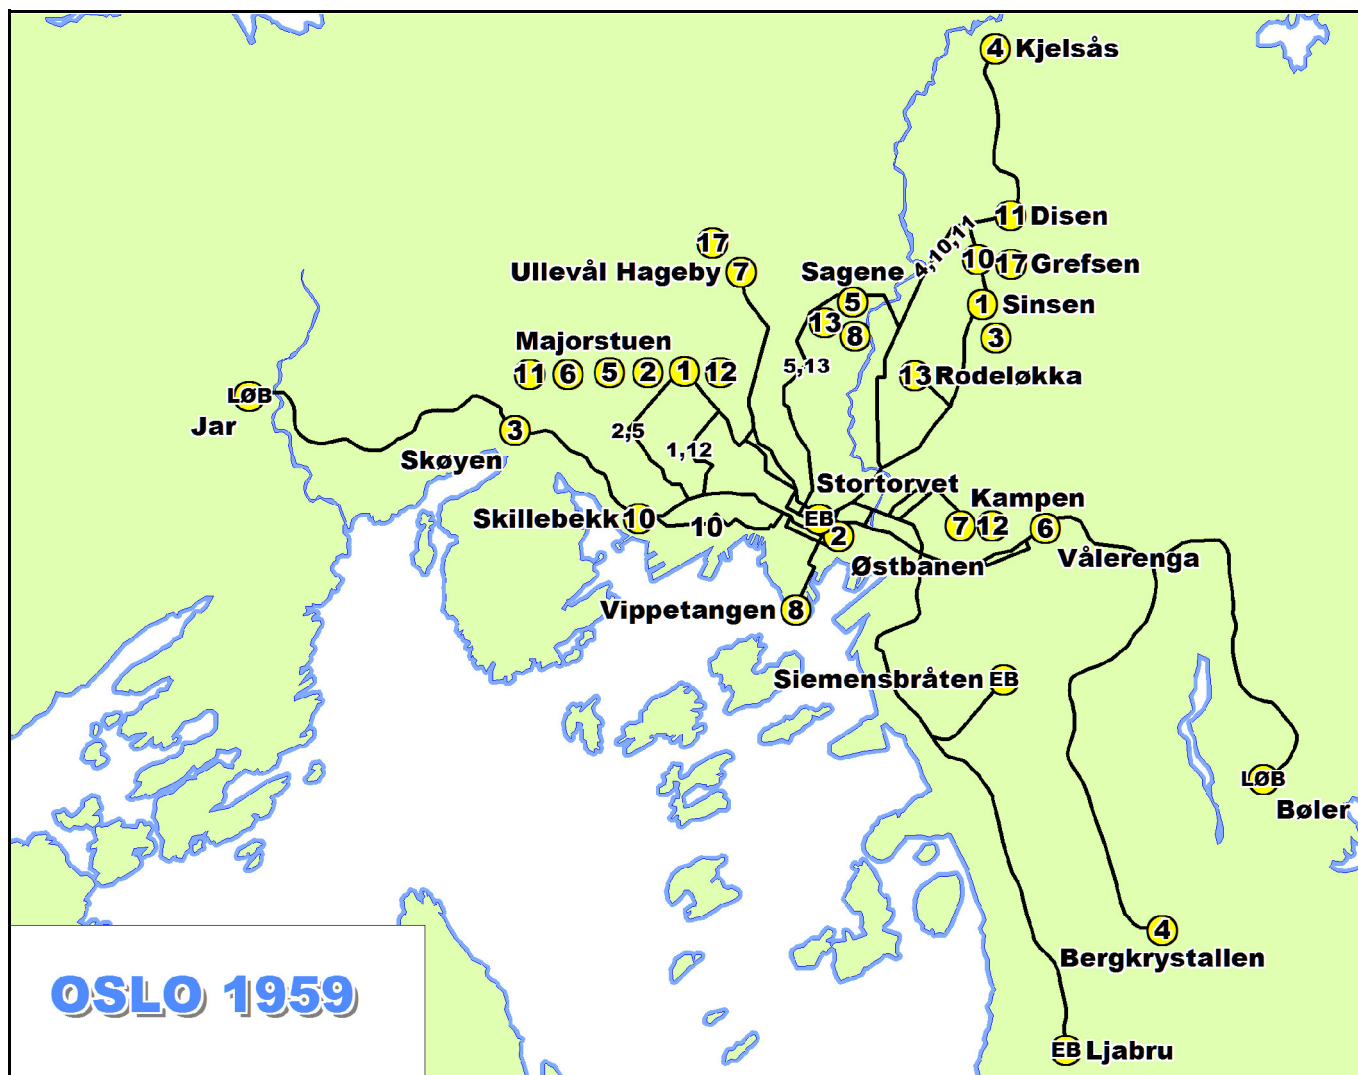 4 Kjelsås
11 Disen
4,10,11
17
Ullevål Hageby 7
Sagene
5
13
8
10
17 Grefsen
1 Sinsen
3
Majorstuen
11 6 5 2 1 12
5,13
13 Rodeløkka
LØB
Jar
3
Skøyen
2,5
1,12
Stortorvet
EB
2
Kampen
7 12
6
Skillebekk 10
10
Østbanen
Vålerenga
Vippetangen 8
Siemensbråten EB
LØB
Bøler
4
Bergkrystallen
OSLO 1959
EB Ljabru